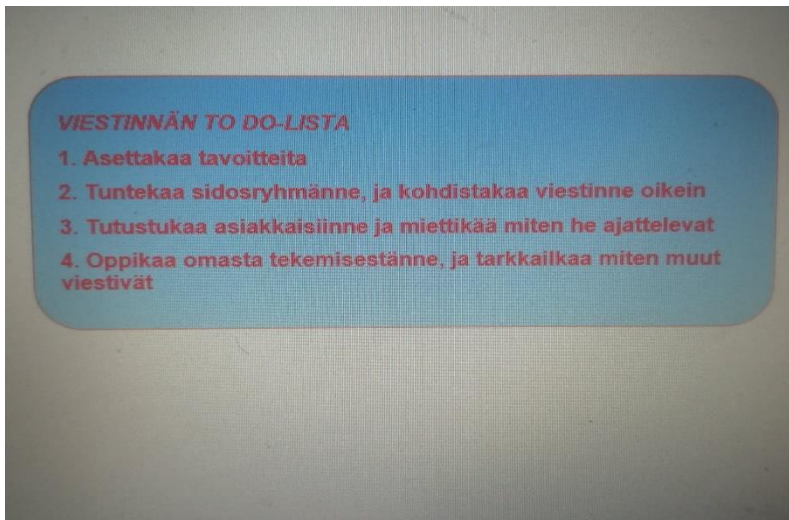 VIESTINNÄN TO DO-LISTA
1. Asettakaa tavoitteita
2. Tuntekaa sidosryhmänne, ja kohdistakaa viestinne oikein
3. Tutustukaa asiakkaisiinne ja miettikää miten he ajattelevat
4. Oppikaa omasta tekemisestänne, ja tarkkailkaa miten muut
viestivät